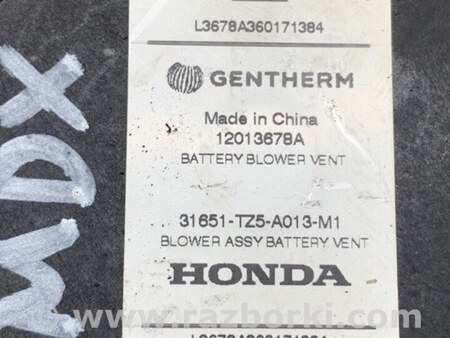 L3678A360171384
GENTHERM
Made in China
12013678A
BATTERY BLOWER VENT
31651-TZ5-A013-M1
BLOWER ASSY BATTERY VENT
HONDA
MDX
www.razborki.com